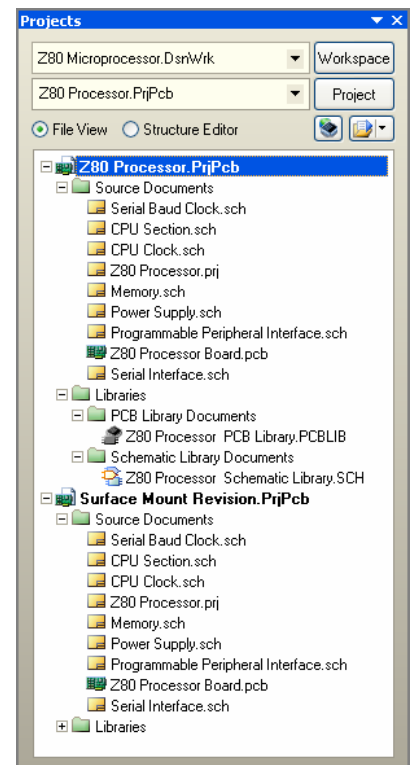 Projects
Z80 Microprocessor.DsnWrk Workspace
Z80 Processor.PrjPcb Project
File View Structure Editor
Z80 Processor.PrjPcb
Source Documents
Serial Baud Clock.sch
CPU Section.sch
CPU Clock.sch
Z80 Processor.prj
Memory.sch
Power Supply.sch
Programmable Peripheral Interface.sch
Z80 Processor Board.pcb
Serial Interface.sch
Libraries
PCB Library Documents
Z80 Processor PCB Library.PCBLIB
Schematic Library Documents
Z80 Processor Schematic Library.SCH
Surface Mount Revision.PrjPcb
Source Documents
Serial Baud Clock.sch
CPU Section.sch
CPU Clock.sch
Z80 Processor.prj
Memory.sch
Power Supply.sch
Programmable Peripheral Interface.sch
Z80 Processor Board.pcb
Serial Interface.sch
Libraries